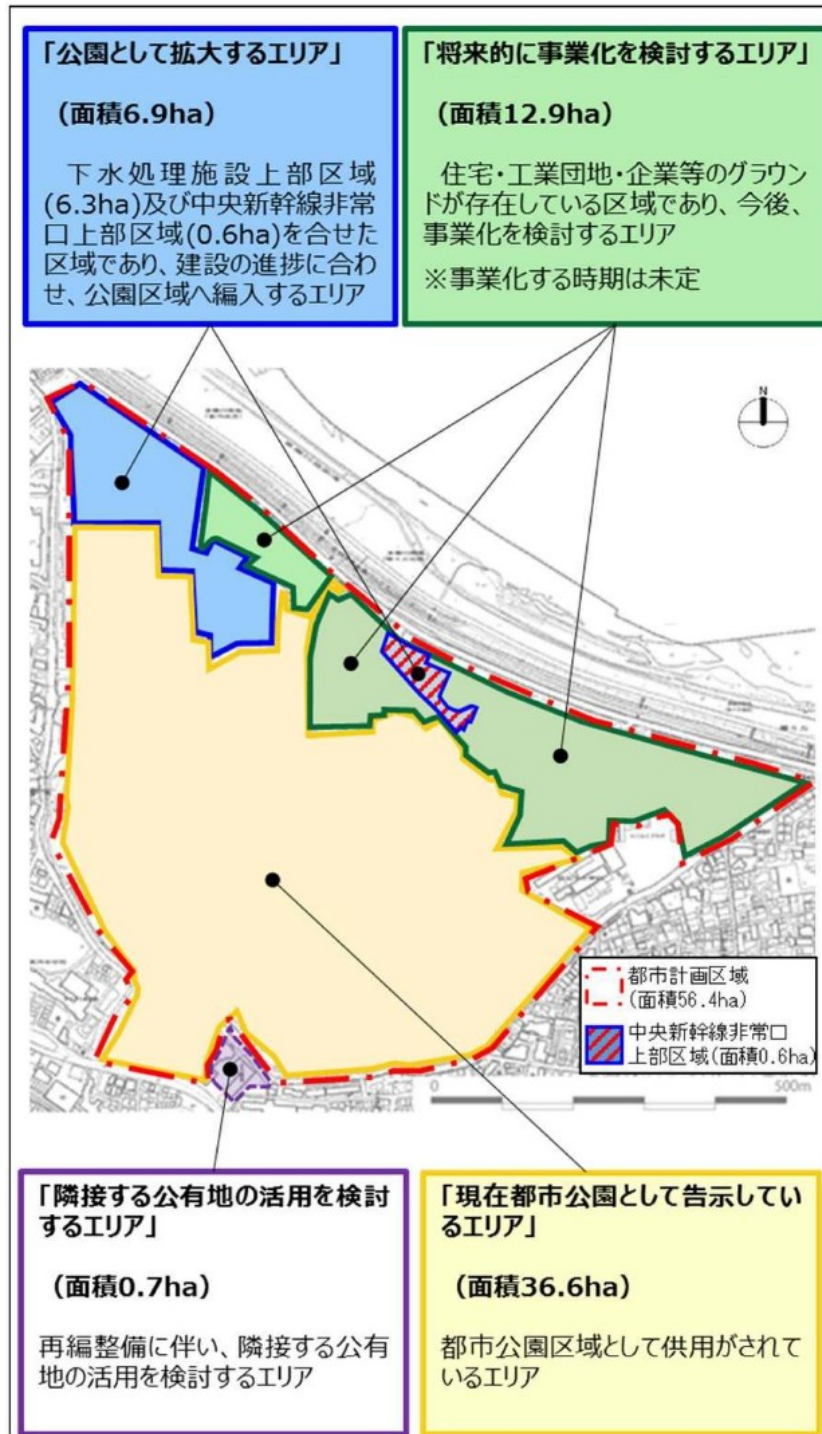 「公園として拡大するエリア」
（面積6.9ha）
下水処理施設上部区域
(6.3ha)及び中央新幹線非常
口上部区域(0.6ha)を合せた
区域であり、建設の進捗に合わ
せ、公園区域へ編入するエリア
「将来的に事業化を検討するエリア」
（面積12.9ha）
住宅・工業団地・企業等のグラウン
ドが存在している区域であり、今後、
事業化を検討するエリア
※事業化する時期は未定
N
都市計画区域
(面積56.4ha)
中央新幹線非常口
上部区域(面積0.6ha)
0
500m
「隣接する公有地の活用を検討
するエリア」
（面積0.7ha）
再編整備に伴い、隣接する公有
地の活用を検討するエリア
「現在都市公園として告示してい
るエリア」
（面積36.6ha）
都市公園区域として供用がされて
いるエリア